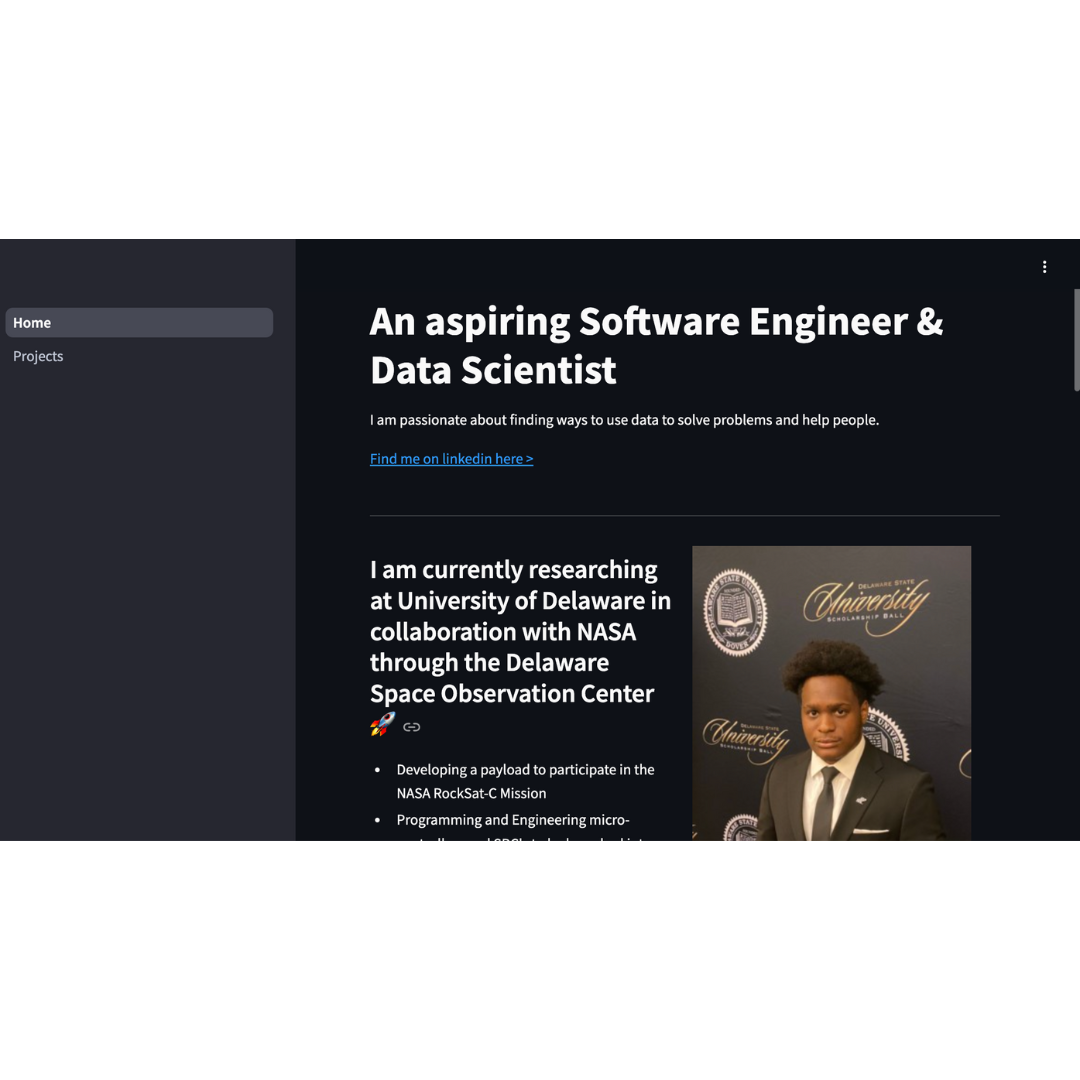 Home
Projects
An aspiring Software Engineer &
Data Scientist
I am passionate about finding ways to use data to solve problems and help people.
Find me on linkedin here >
I am currently researching
at University of Delaware in
collaboration with NASA
through the Delaware
Space Observation Center
🚀
• Developing a payload to participate in the
NASA RockSat-C Mission
• Programming and Engineering micro-
DELAWARE STATE UNIVERSITY
DOVER
DELAWARE STATE
University
SCHOLARSHIP BALL
DELAWARE STATE
University
SCHOLARSHIP BALL